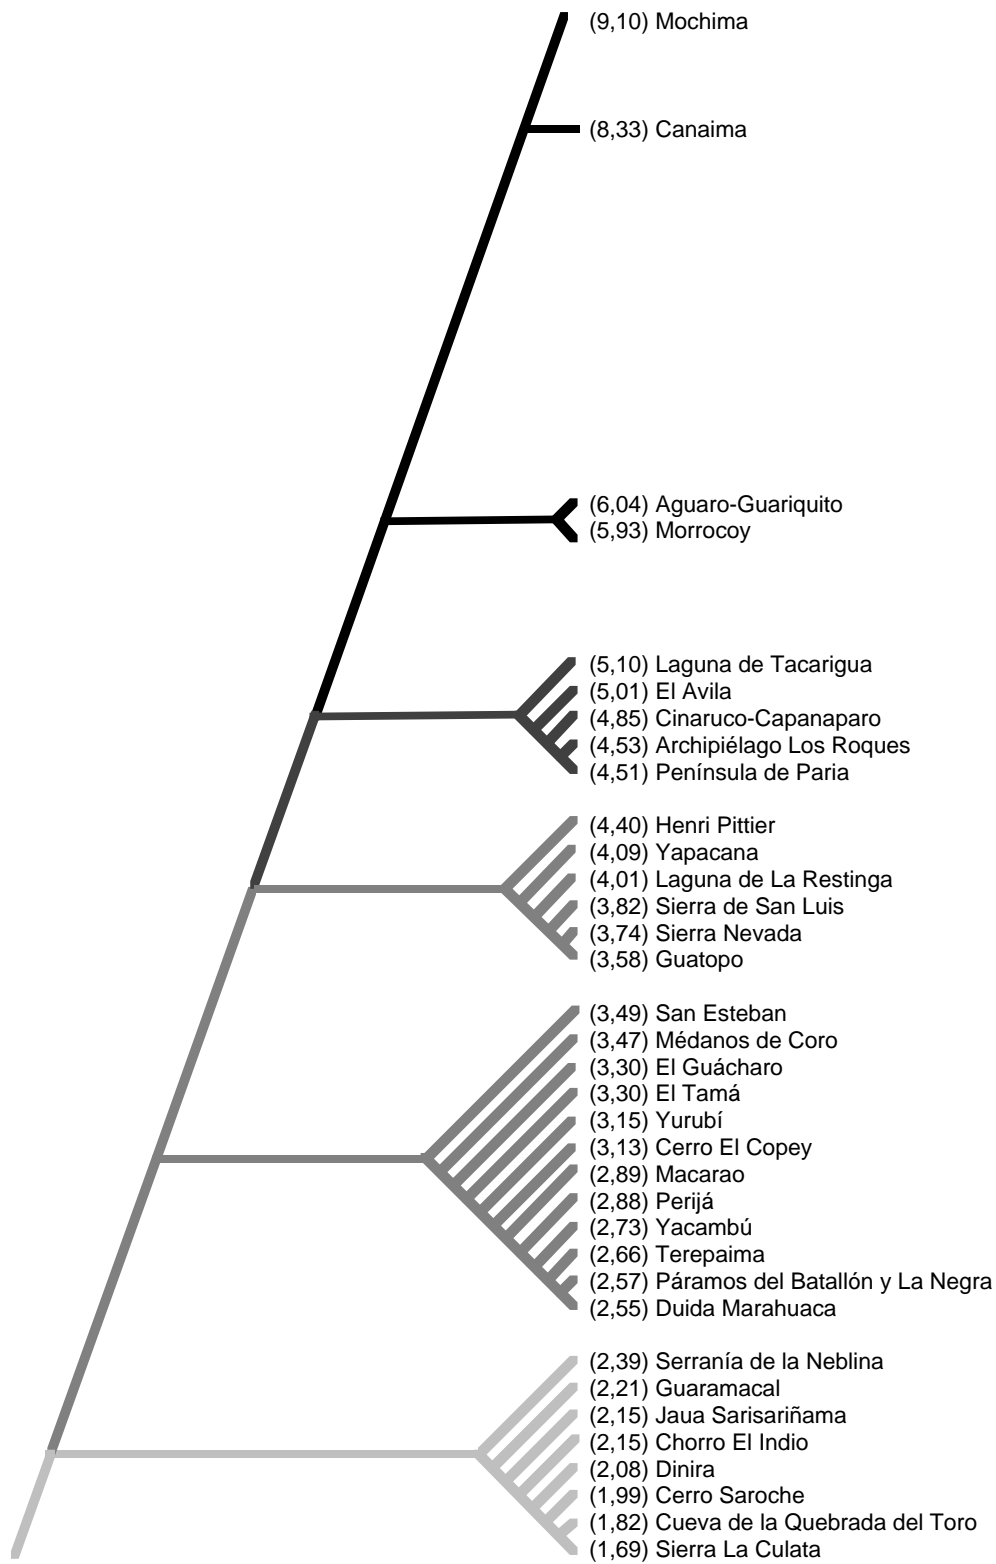 (9,10) Mochima
(8,33) Canaima
(6,04) Aguaro-Guariquito
(5,93) Morrocoy
(5,10) Laguna de Tacarigua
(5,01) El Avila
(4,85) Cinaruco-Capanaparo
(4,53) Archipiélago Los Roques
(4,51) Península de Paria
(4,40) Henri Pittier
(4,09) Yapacana
(4,01) Laguna de La Restinga
(3,82) Sierra de San Luis
(3,74) Sierra Nevada
(3,58) Guatopo
(3,49) San Esteban
(3,47) Médanos de Coro
(3,30) El Guácharo
(3,30) El Tamá
(3,15) Yurubí
(3,13) Cerro El Copey
(2,89) Macarao
(2,88) Perijá
(2,73) Yacambú
(2,66) Terepaima
(2,57) Páramos del Batallón y La Negra
(2,55) Duida Marahuaca
(2,39) Serranía de la Neblina
(2,21) Guaramacal
(2,15) Jaua Sarisariñama
(2,15) Chorro El Indio
(2,08) Dinira
(1,99) Cerro Saroche
(1,82) Cueva de la Quebrada del Toro
(1,69) Sierra La Culata